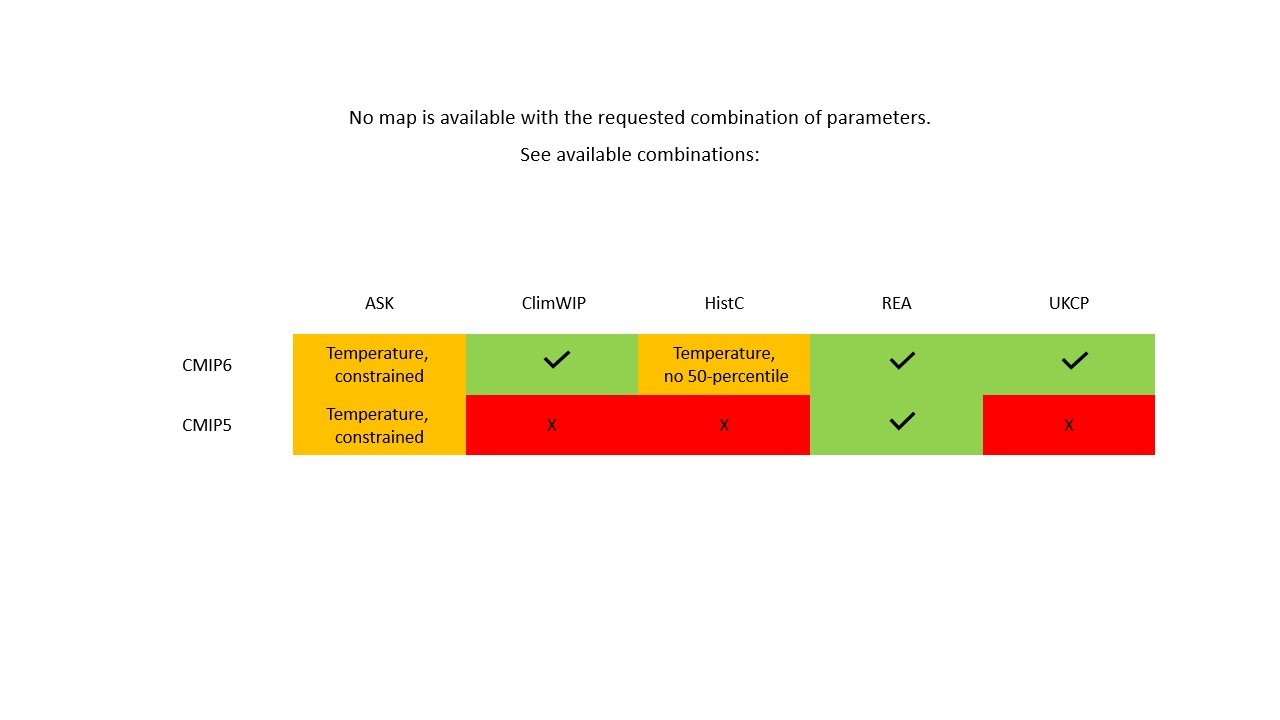 No map is available with the requested combination of parameters.
See available combinations:
ASK ClimWIP HistC REA UKCP
CMIP6 Temperature, constrained ✓ Temperature, no 50-percentile ✓ ✓
CMIP5 Temperature, constrained X X ✓ X